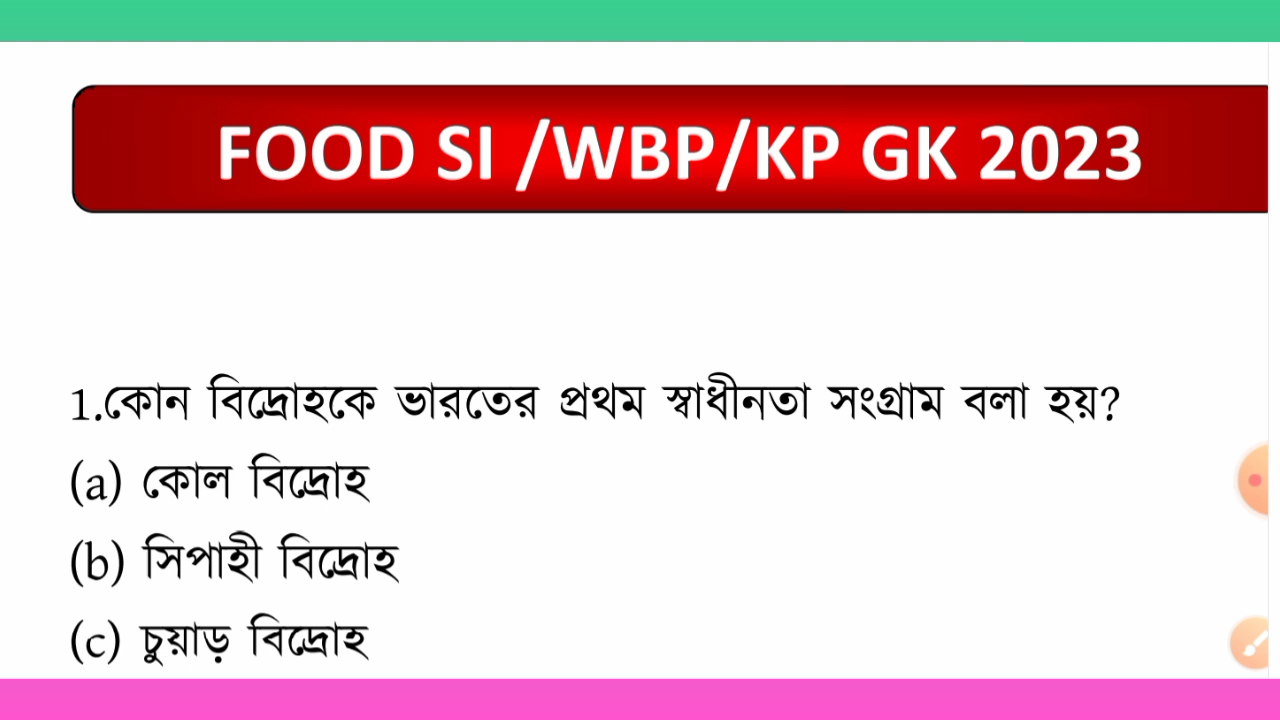 FOOD SI /WBP/KP GK 2023
1.কোন বিদ্রোহকে ভারতের প্রথম স্বাধীনতা সংগ্রাম বলা হয়?
(a) কোল বিদ্রোহ
(b) সিপাহী বিদ্রোহ
(c) চুয়াড় বিদ্রোহ